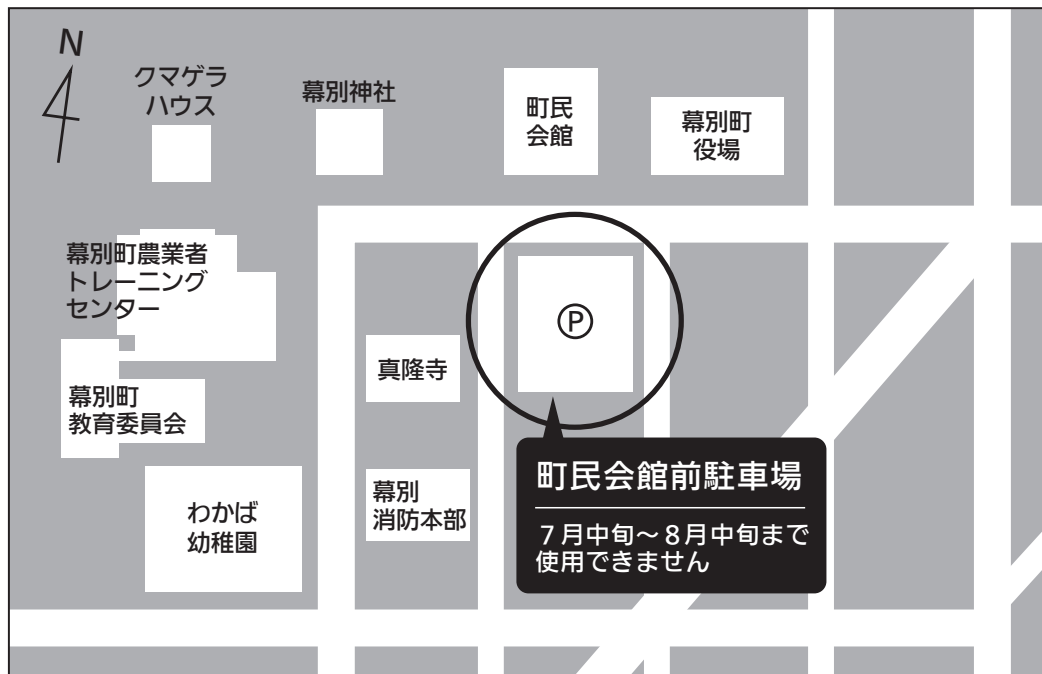 N
クマゲラ
ハウス
幕別神社
町民
会館
幕別町
役場
幕別町農業者
トレーニング
センター
P
真隆寺
幕別町
教育委員会
町民会館前駐車場
7月中旬～8月中旬まで
使用できません
幕別
消防本部
わかば
幼稚園